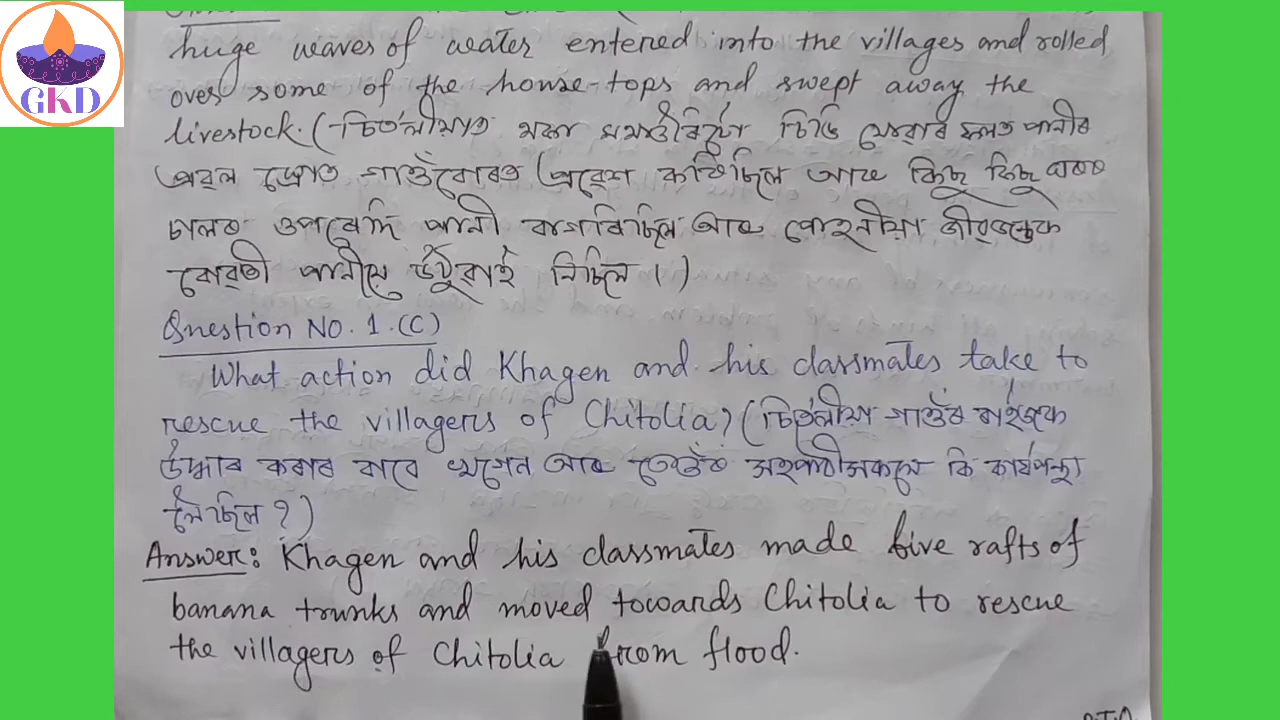 GKD
huge waves of water entered into the villages and rolled
over some of the house-tops and swept away the
livestock. (চিতলীয়াত মথাউৰিটো ছিঙি যোৱাৰ ফলত পানীৰ
প্ৰবল স্ৰোত গাওঁবোৰত প্ৰৱেশ কৰিছিল আৰু কিছু কিছু ঘৰৰ
চালৰ ওপৰেদি পানী বাগৰিছিল আৰু পোহনীয়া জীৱজন্তুক
বোৱতী পানীয়ে উটুৱাই নিছিল।)
Question No. 1. (C)
What action did Khagen and his classmates take to
rescue the villagers of Chitolia? (চিতলীয়া গাওঁৰ ৰাইজক
উদ্ধাৰ কৰাৰ বাবে খগেন আৰু তেওঁৰ সহপাঠীসকলে কি কাৰ্যপন্থা
লৈছিল?)
Answer: Khagen and his classmates made five rafts of
banana trunks and moved towards Chitolia to rescue
the villagers of Chitolia from flood.
P.T.O